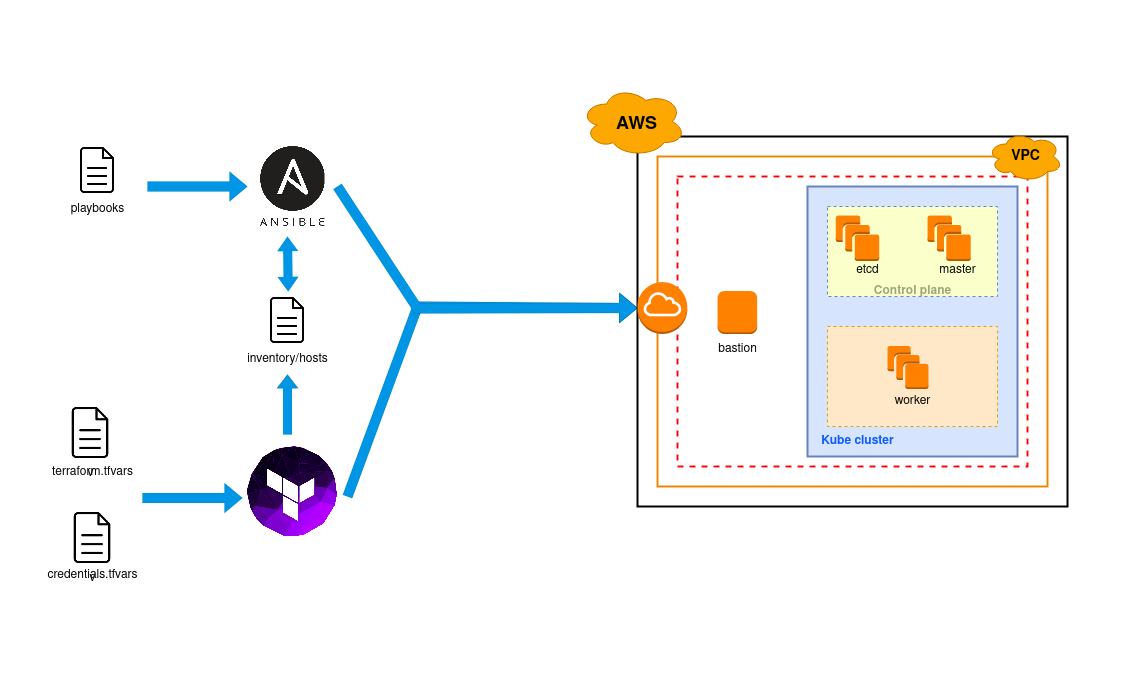 AWS
VPC
playbooks
ANSIBLE
etcd
master
Control plane
inventory/hosts
bastion
worker
Kube cluster
terraform.tfvars
credentials.tfvars